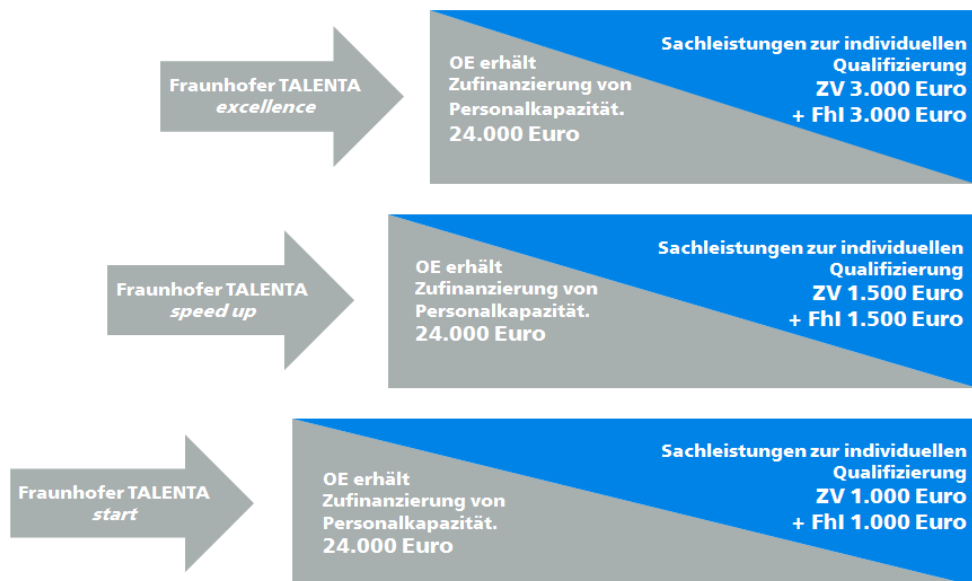 Fraunhofer TALENTA
excellence
OE erhält
Zufinanzierung von
Personalkapazität.
24.000 Euro
Sachleistungen zur individuellen
Qualifizierung
ZV 3.000 Euro
+ FhI 3.000 Euro
Fraunhofer TALENTA
speed up
OE erhält
Zufinanzierung von
Personalkapazität.
24.000 Euro
Sachleistungen zur individuellen
Qualifizierung
ZV 1.500 Euro
+ FhI 1.500 Euro
Fraunhofer TALENTA
start
OE erhält
Zufinanzierung von
Personalkapazität.
24.000 Euro
Sachleistungen zur individuellen
Qualifizierung
ZV 1.000 Euro
+ FhI 1.000 Euro